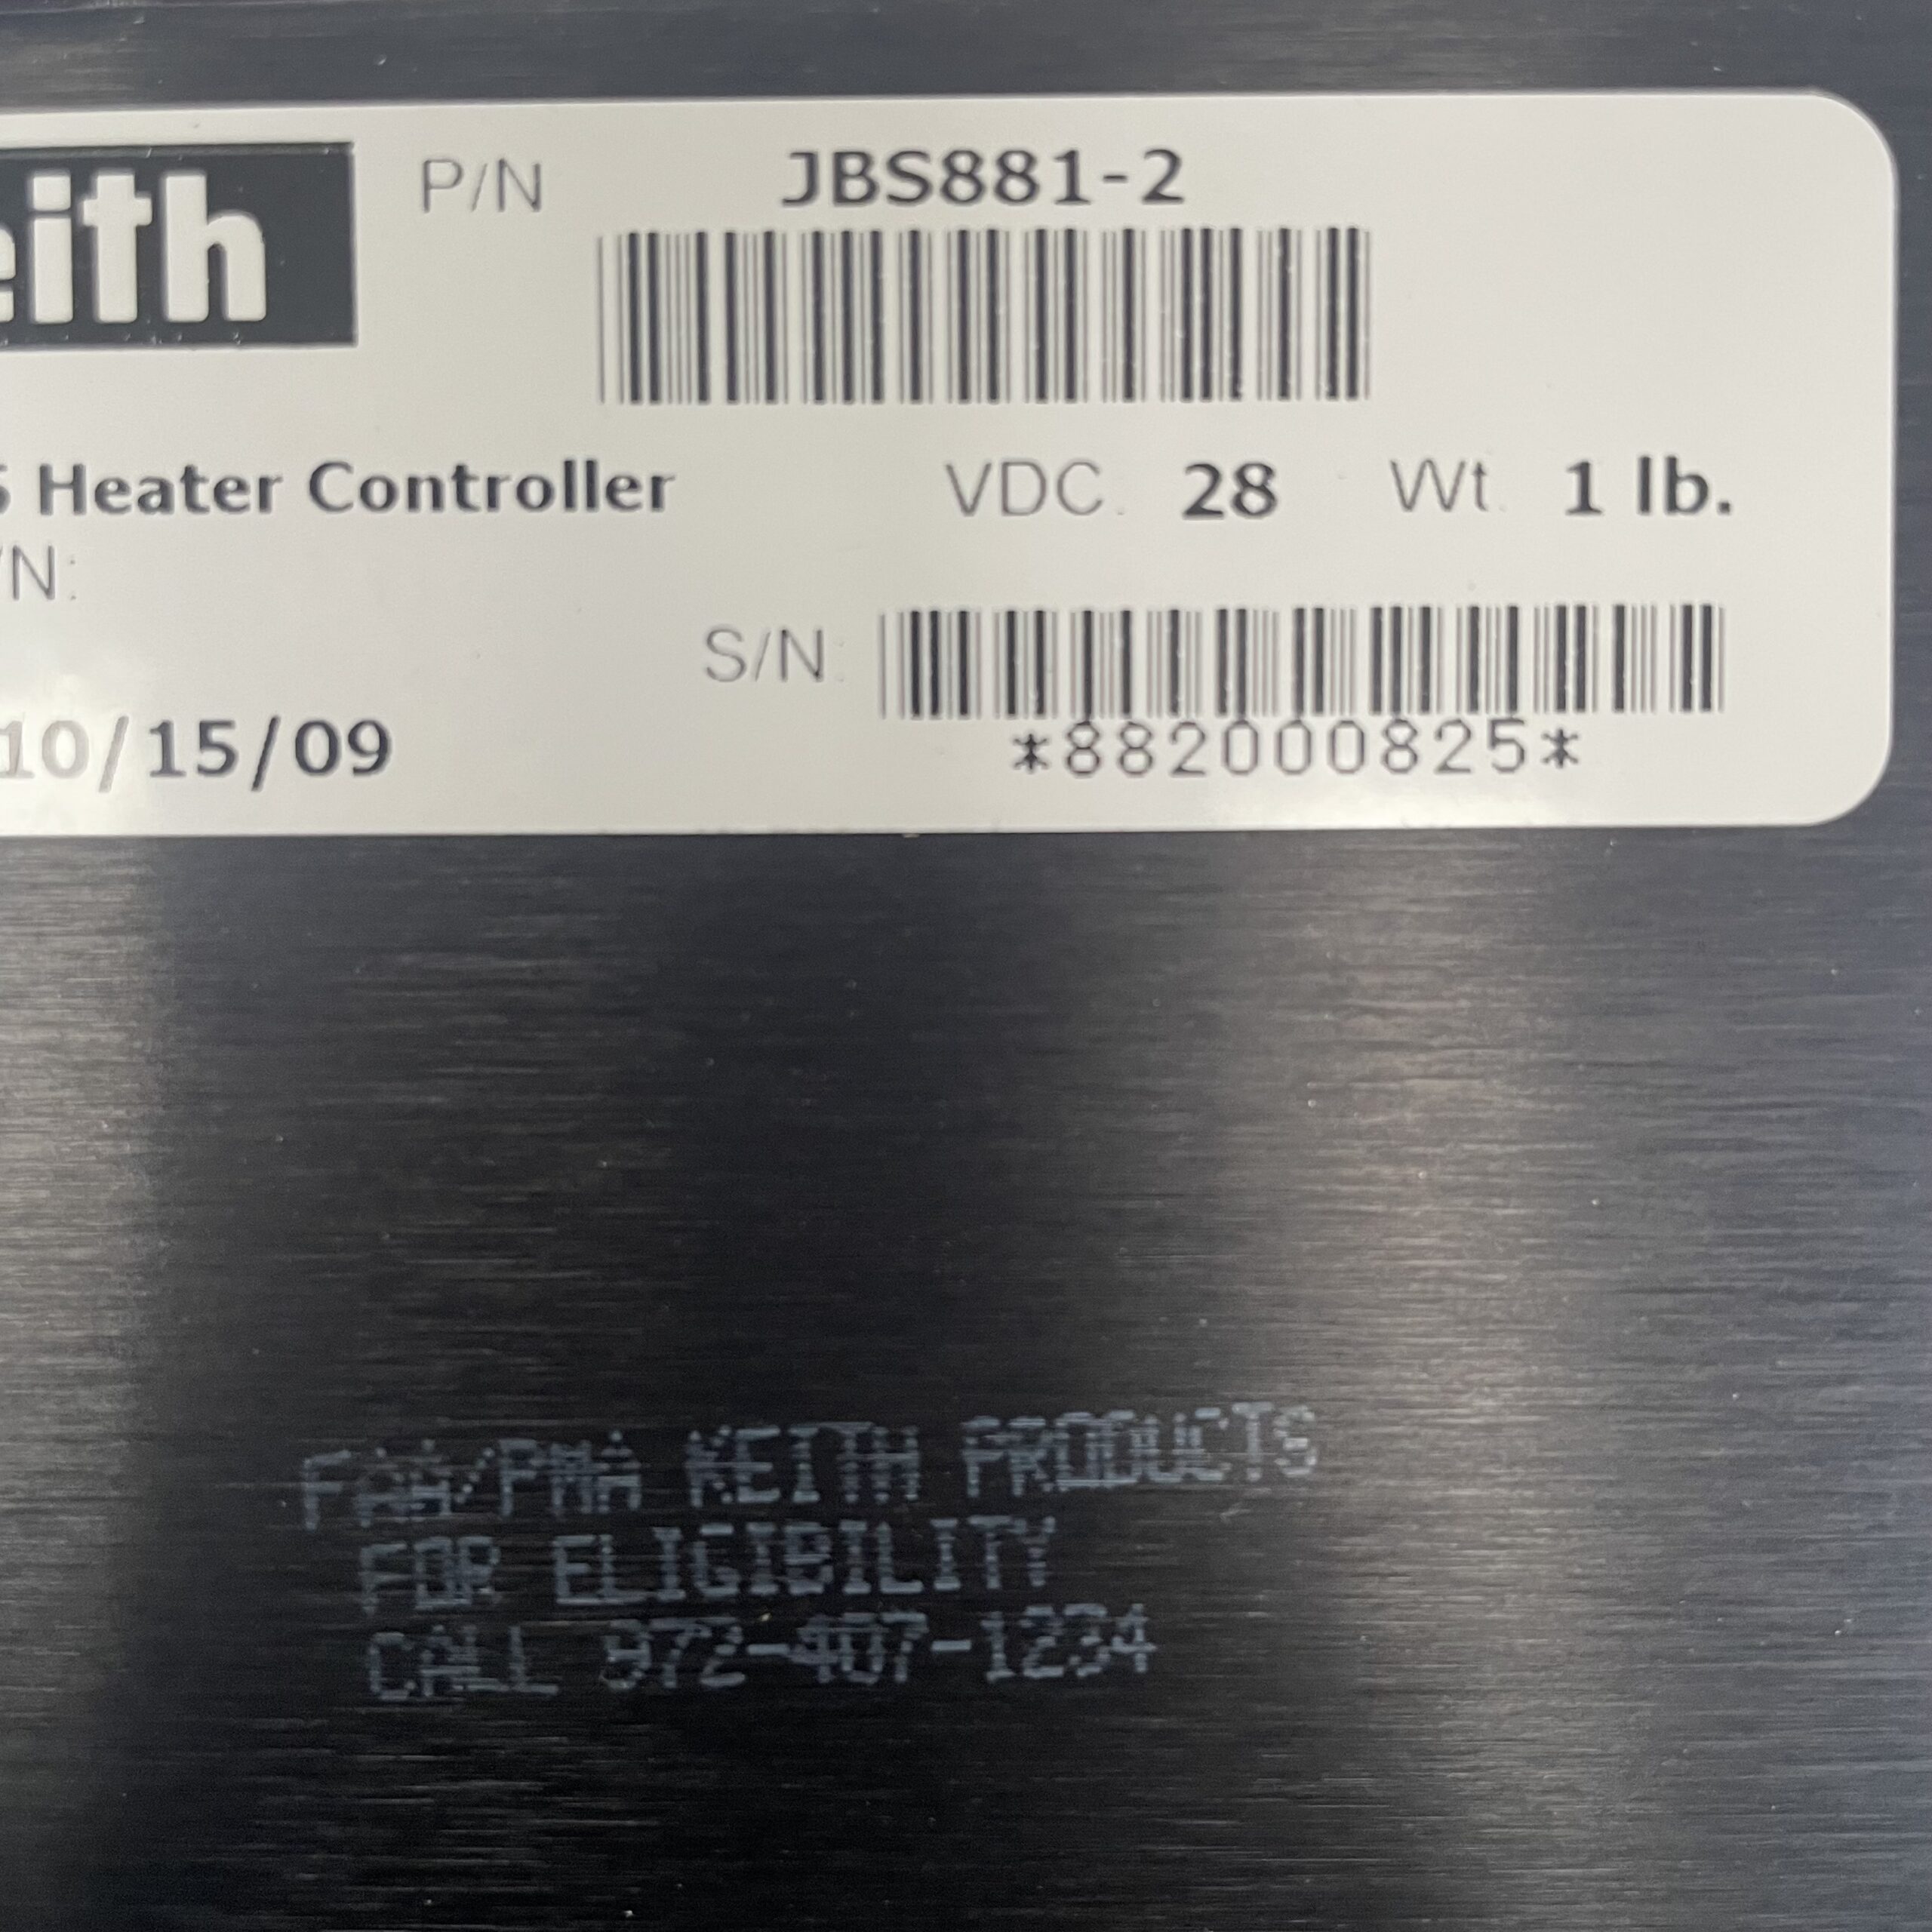 eith P/N JBS881-2
5 Heater Controller VDC. 28 Wt. 1 lb.
/N:
S/N:
10/15/09 *882000825*
FAA/PMA KEITH PRODUCTS
FOR ELIGIBILITY
CALL 972-407-1234